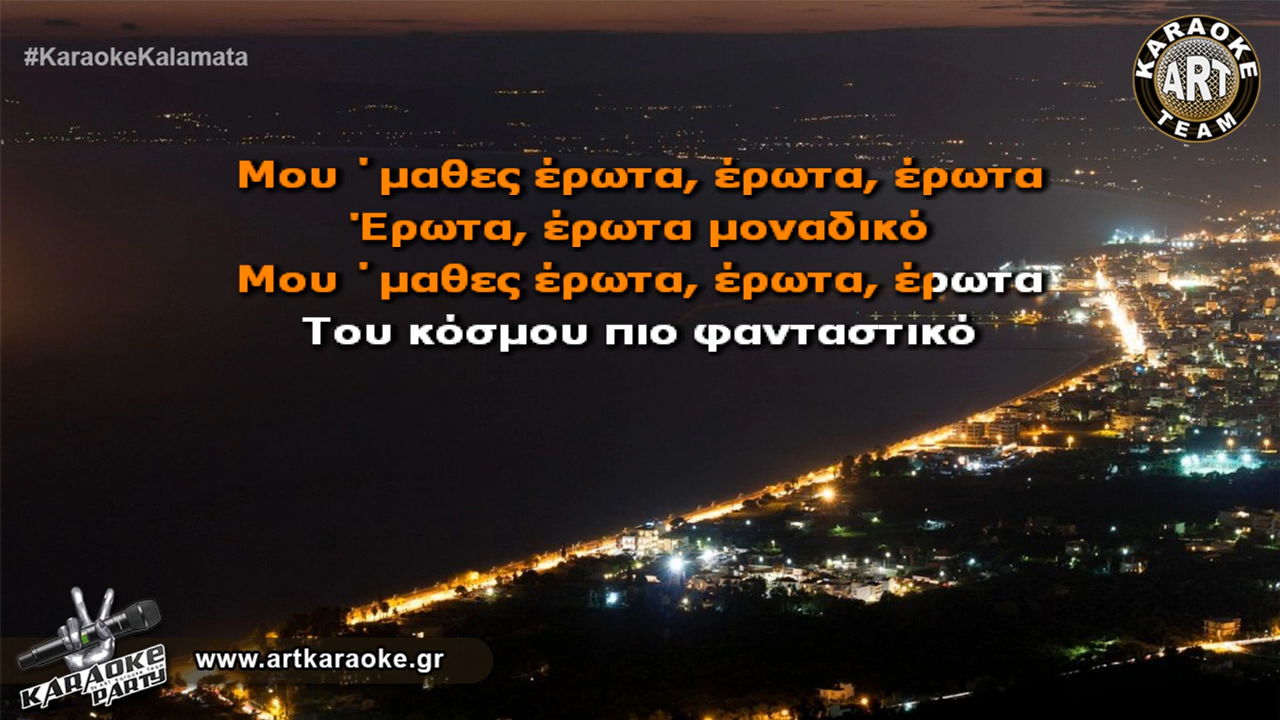 #KaraokeKalamata
KARAOKE
ART
TEAM
Μου ΄μαθες έρωτα, έρωτα, έρωτα
Έρωτα, έρωτα μοναδικό
Μου ΄μαθες έρωτα, έρωτα, έρωτα
Του κόσμου πιο φανταστικό
KARAOKE
PARTY
www.artkaraoke.gr